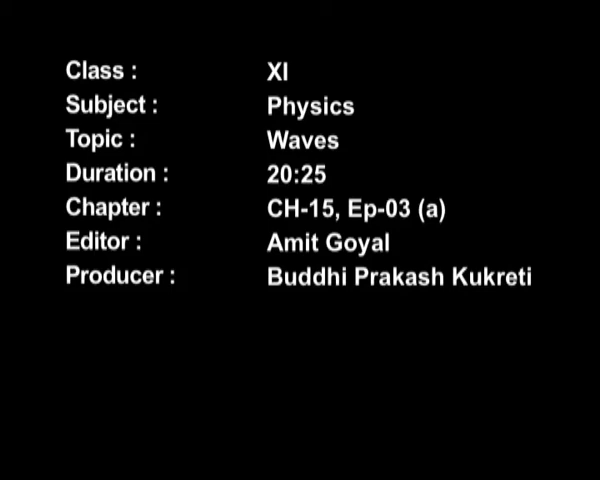 Class : XI
Subject : Physics
Topic : Waves
Duration : 20:25
Chapter : CH-15, Ep-03 (a)
Editor : Amit Goyal
Producer : Buddhi Prakash Kukreti